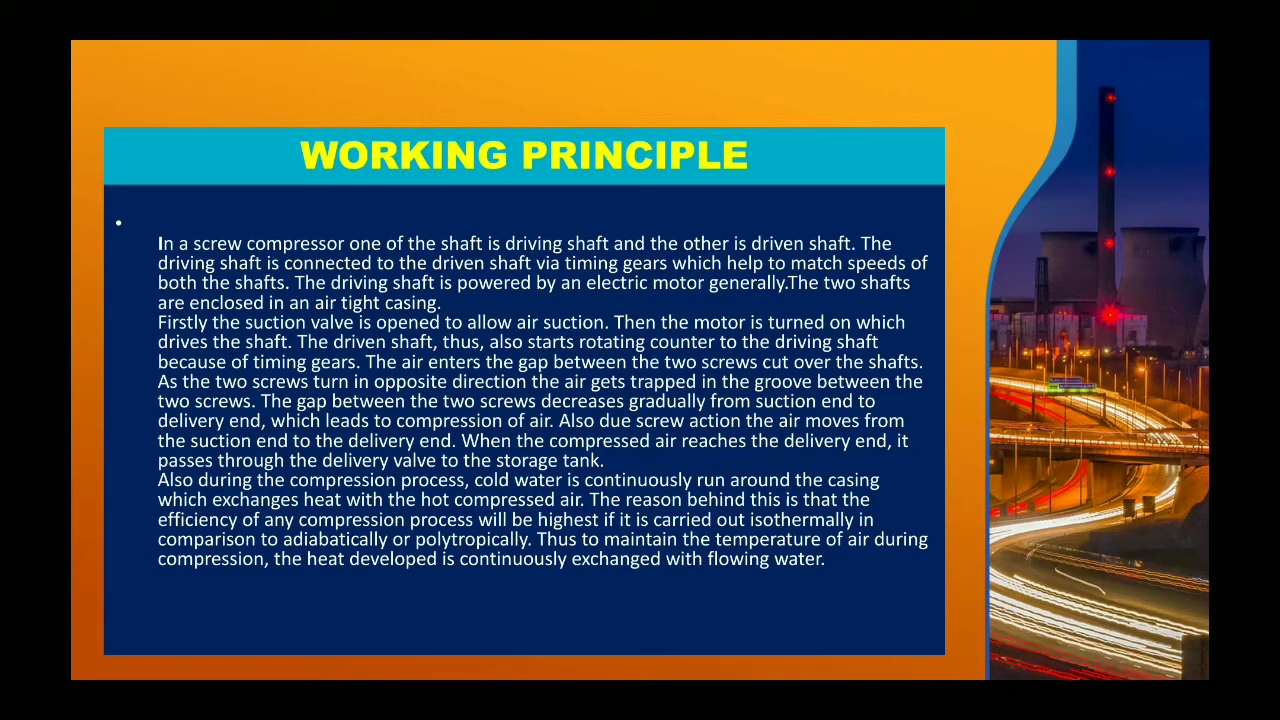 WORKING PRINCIPLE
•
In a screw compressor one of the shaft is driving shaft and the other is driven shaft. The
driving shaft is connected to the driven shaft via timing gears which help to match speeds of
both the shafts. The driving shaft is powered by an electric motor generally.The two shafts
are enclosed in an air tight casing.
Firstly the suction valve is opened to allow air suction. Then the motor is turned on which
drives the shaft. The driven shaft, thus, also starts rotating counter to the driving shaft
because of timing gears. The air enters the gap between the two screws cut over the shafts.
As the two screws turn in opposite direction the air gets trapped in the groove between the
two screws. The gap between the two screws decreases gradually from suction end to
delivery end, which leads to compression of air. Also due screw action the air moves from
the suction end to the delivery end. When the compressed air reaches the delivery end, it
passes through the delivery valve to the storage tank.
Also during the compression process, cold water is continuously run around the casing
which exchanges heat with the hot compressed air. The reason behind this is that the
efficiency of any compression process will be highest if it is carried out isothermally in
comparison to adiabatically or polytropically. Thus to maintain the temperature of air during
compression, the heat developed is continuously exchanged with flowing water.